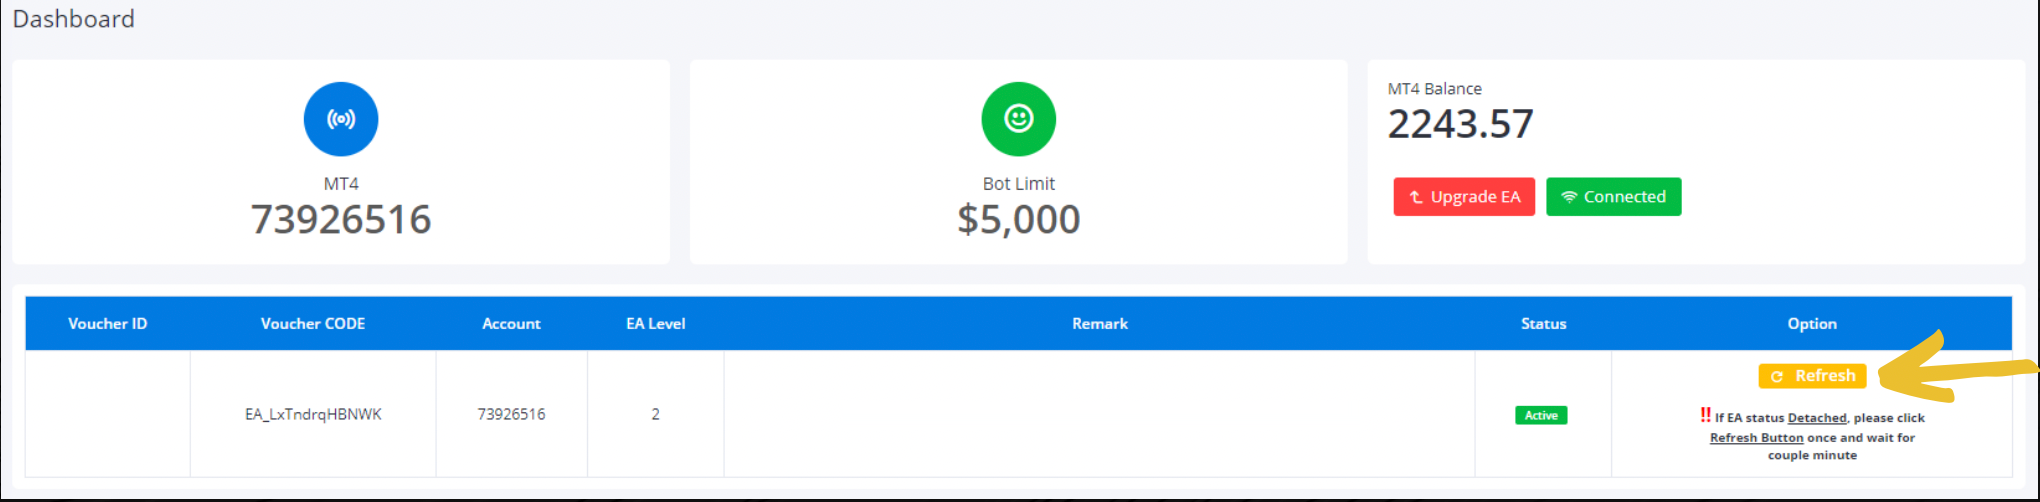 Dashboard
MT4
73926516
Bot Limit
$5,000
MT4 Balance
2243.57
Upgrade EA
Connected
Voucher ID
Voucher CODE
Account
EA Level
Remark
Status
Option
EA_LxTndrqHBNWK
73926516
2
Active
Refresh
!! If EA status Detached, please click
Refresh Button once and wait for
couple minute